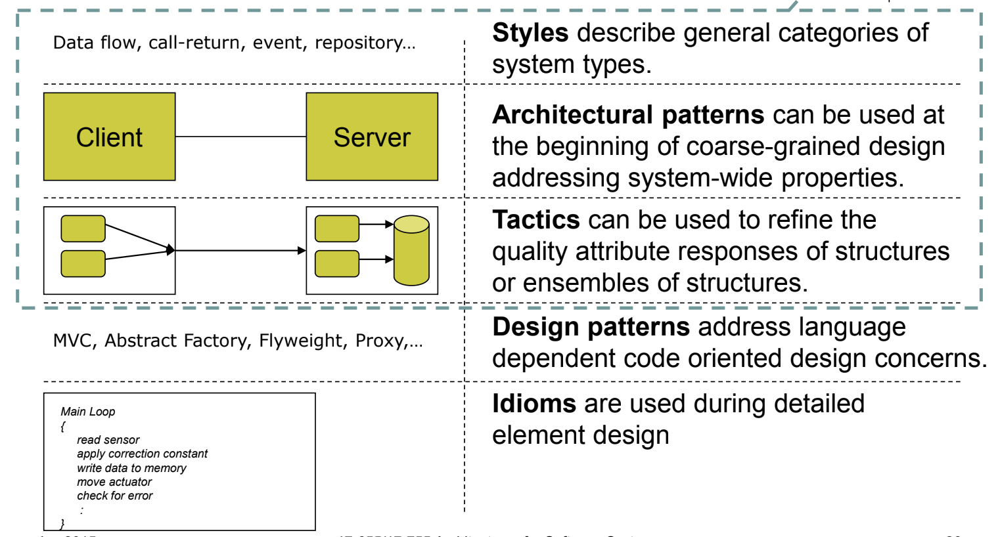 Data flow, call-return, event, repository…
Styles describe general categories of
system types.
Client
Server
Architectural patterns can be used at
the beginning of coarse-grained design
addressing system-wide properties.
Tactics can be used to refine the
quality attribute responses of structures
or ensembles of structures.
MVC, Abstract Factory, Flyweight, Proxy,…
Design patterns address language
dependent code oriented design concerns.
Main Loop
{
read sensor
apply correction constant
write data to memory
move actuator
check for error
:
}
Idioms are used during detailed
element design